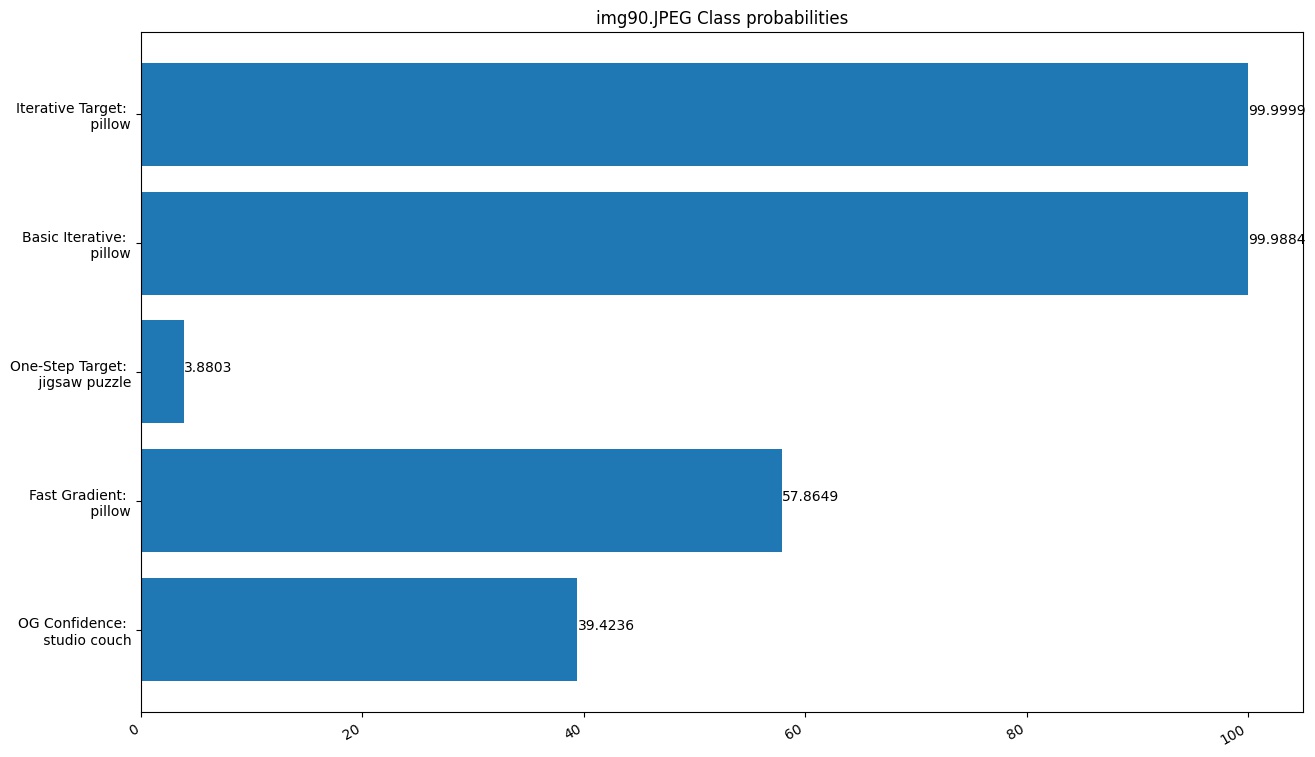 img90.JPEG Class probabilities
Iterative Target:
pillow
99.9999
Basic Iterative:
pillow
99.9884
One-Step Target:
jigsaw puzzle
3.8803
Fast Gradient:
pillow
57.8649
OG Confidence:
studio couch
39.4236
0 20 40 60 80 100